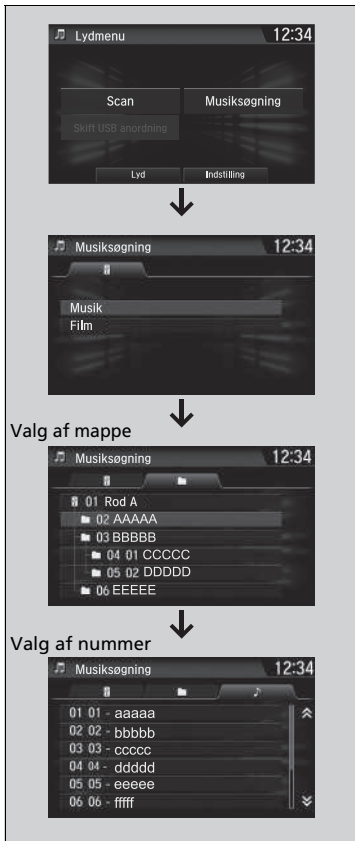 Lydmenu 12:34
Scan Musiksøgning
Skift USB anordning
Lyd Indstilling
Musiksøgning 12:34
Musik
Film
Valg af mappe
Musiksøgning 12:34
01 Rod A
02 AAAAA
03 BBBBB
04 01 CCCCC
05 02 DDDDD
06 EEEEE
Valg af nummer
Musiksøgning 12:34
01 01 - aaaaa
02 02 - bbbbb
03 03 - ccccc
04 04 - ddddd
05 05 - eeeee
06 06 - fffff